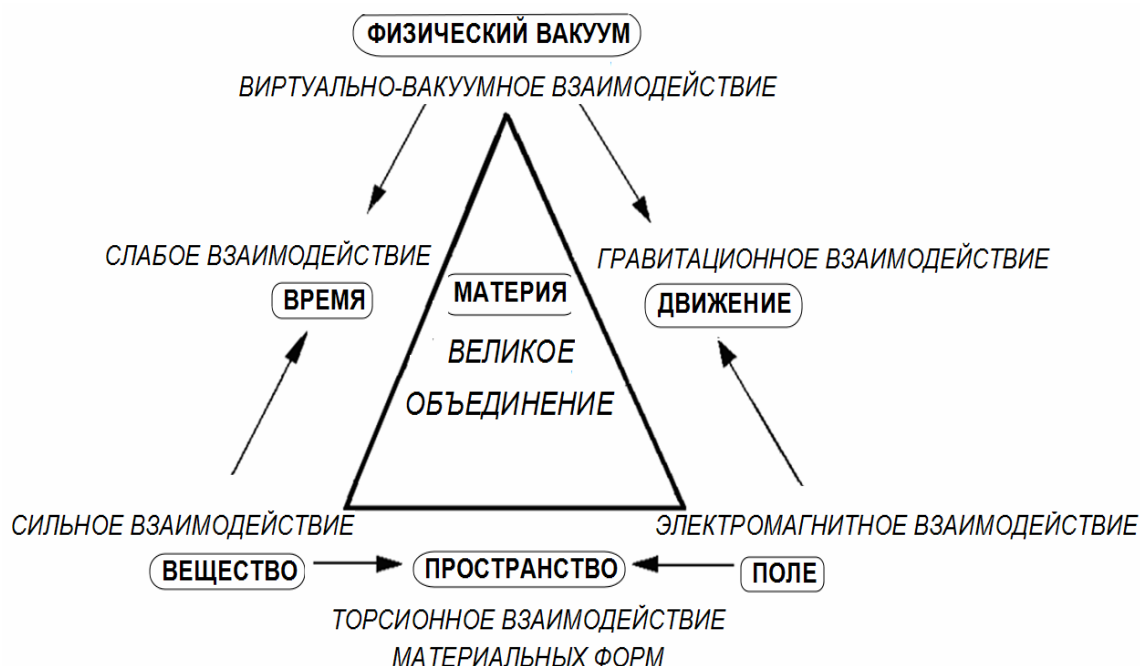 ФИЗИЧЕСКИЙ ВАКУУМ
ВИРТУАЛЬНО-ВАКУУМНОЕ ВЗАИМОДЕЙСТВИЕ
СЛАБОЕ ВЗАИМОДЕЙСТВИЕ
ГРАВИТАЦИОННОЕ ВЗАИМОДЕЙСТВИЕ
ВРЕМЯ
МАТЕРИЯ
ДВИЖЕНИЕ
ВЕЛИКОЕ
ОБЪЕДИНЕНИЕ
СИЛЬНОЕ ВЗАИМОДЕЙСТВИЕ
ЭЛЕКТРОМАГНИТНОЕ ВЗАИМОДЕЙСТВИЕ
ВЕЩЕСТВО
ПРОСТРАНСТВО
ПОЛЕ
ТОРСИОННОЕ ВЗАИМОДЕЙСТВИЕ
МАТЕРИАЛЬНЫХ ФОРМ